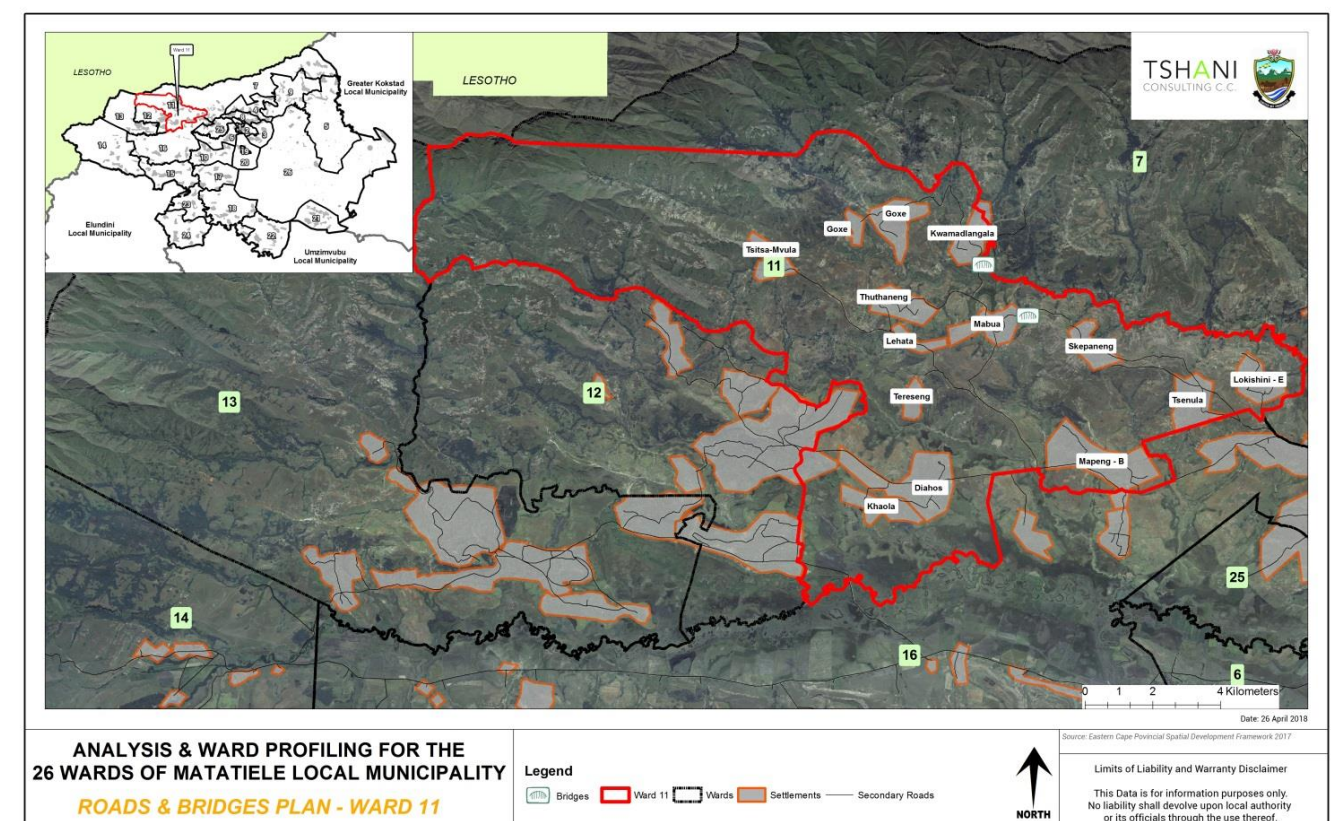 Ward 11
LESOTHO
Greater Kokstad
Local Municipality
7
9
5
11
13
12
14
25
3
16
10
20
26
15
17
23
18
21
24
22
Elundini
Local Municipality
Umzimvubu
Local Municipality
LESOTHO
TSHANI
CONSULTING C.C.
7
Goxe
Goxe
Kwamadlangala
Tsitsa-Mvula
11
Thuthaneng
Mabua
Lehata
Skepaneng
Lokishini - E
Tsenula
Tereseng
12
13
Mapeng - B
Diahos
Khaola
25
14
16
6
0 1 2 4 Kilometers
Date: 26 April 2018
ANALYSIS & WARD PROFILING FOR THE
26 WARDS OF MATATIELE LOCAL MUNICIPALITY
ROADS & BRIDGES PLAN - WARD 11
Legend
Bridges Ward 11 Wards Settlements Secondary Roads
NORTH
Source: Eastern Cape Povincial Spatial Development Framework 2017
Limits of Liability and Warranty Disclaimer
This Data is for information purposes only.
No liability shall devolve upon local authority
or its officials through the use thereof.